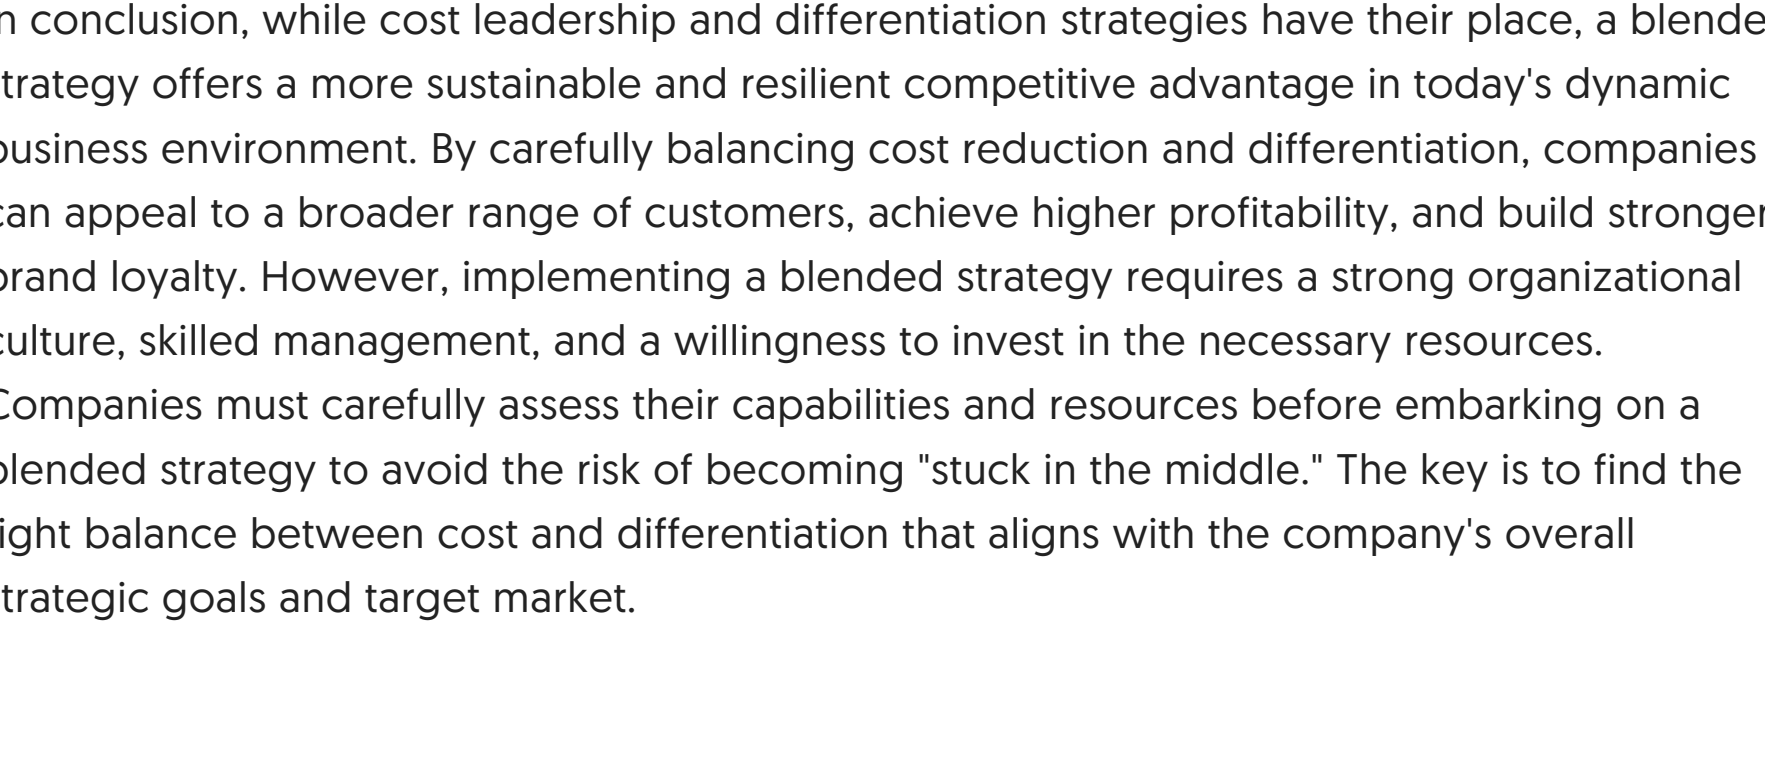 n conclusion, while cost leadership and differentiation strategies have their place, a blende
trategy offers a more sustainable and resilient competitive advantage in today's dynamic
business environment. By carefully balancing cost reduction and differentiation, companies
can appeal to a broader range of customers, achieve higher profitability, and build stronger
brand loyalty. However, implementing a blended strategy requires a strong organizational
culture, skilled management, and a willingness to invest in the necessary resources.
Companies must carefully assess their capabilities and resources before embarking on a
blended strategy to avoid the risk of becoming "stuck in the middle." The key is to find the
ight balance between cost and differentiation that aligns with the company's overall
trategic goals and target market.